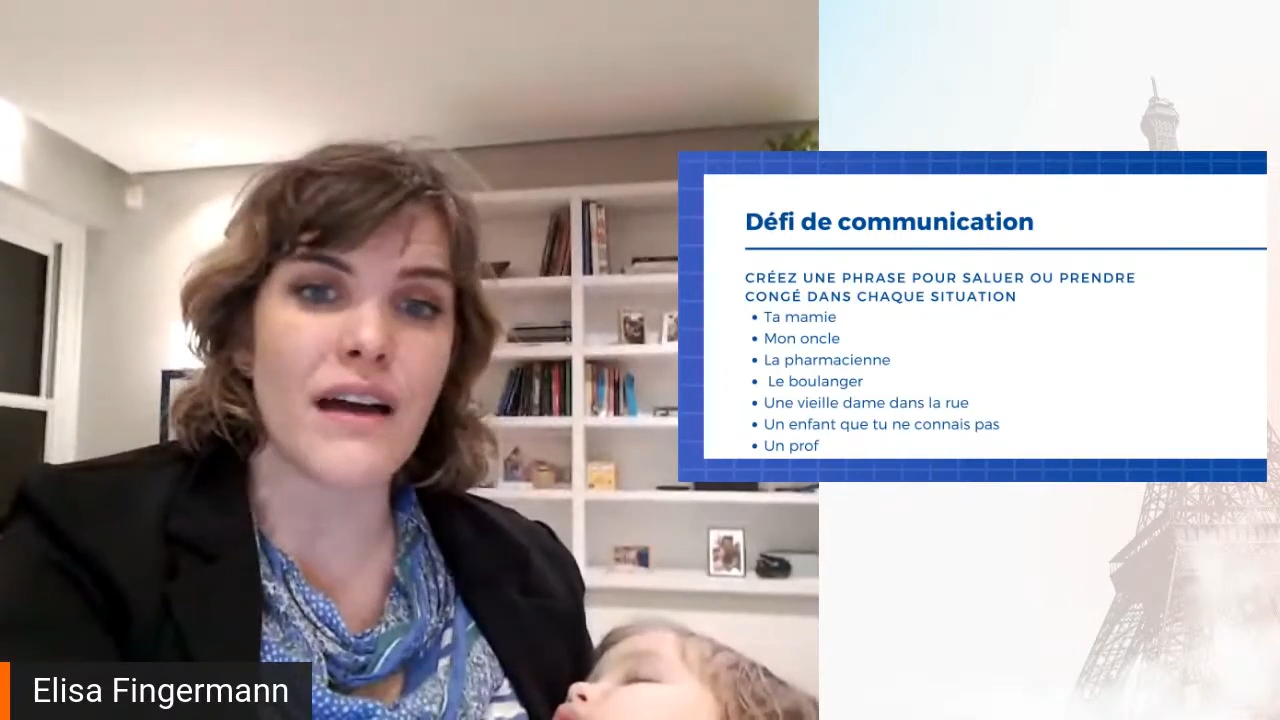 Défi de communication
CRÉEZ UNE PHRASE POUR SALUER OU PRENDRE
CONGÉ DANS CHAQUE SITUATION
• Ta mamie
• Mon oncle
• La pharmacienne
• Le boulanger
• Une vieille dame dans la rue
• Un enfant que tu ne connais pas
• Un prof
Elisa Fingermann